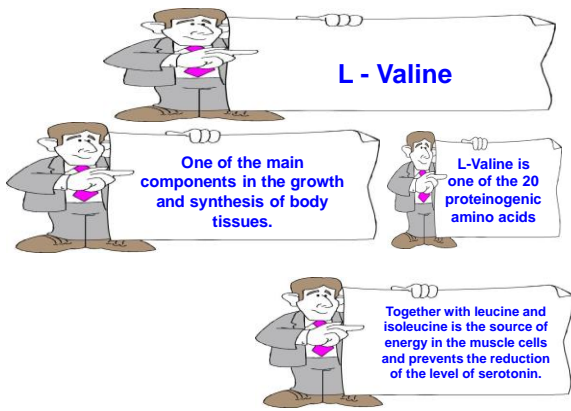 L - Valine
One of the main
components in the growth
and synthesis of body
tissues.
L-Valine is
one of the 20
proteinogenic
amino acids
Together with leucine and
isoleucine is the source of
energy in the muscle cells
and prevents the reduction
of the level of serotonin.